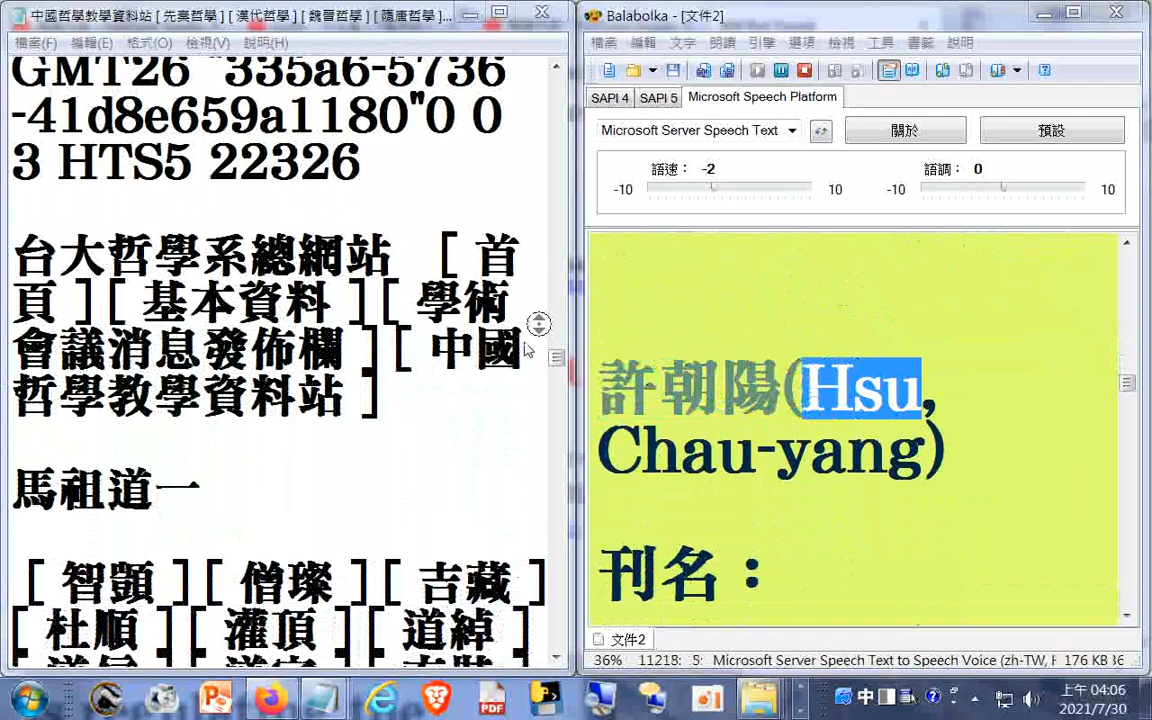 中國哲學教學資料站 [ 先秦哲學 ] [ 漢代哲學 ] [ 魏晉哲學 ] [ 隋唐哲學 ]...
檔案(F) 編輯(E) 格式(O) 檢視(V) 說明(H)
GMT26 "335a6-5736
-41d8e659a1180"0 0
3 HTS5 22326
台大哲學系總網站 [ 首
頁 ] [ 基本資料 ] [ 學術
會議消息發佈欄 ] [ 中國
哲學教學資料站 ]
馬祖道一
[ 智顗 ] [ 僧璨 ] [ 吉藏 ]
[ 杜順 ] [ 灌頂 ] [ 道綽 ]
Balabolka - [文件2]
檔案 編輯 文字 朗讀 引擎 選項 檢視 工具 書籤 說明
SAPI 4 SAPI 5 Microsoft Speech Platform
Microsoft Server Speech Text 關於 預設
語速： -2 語調： 0
-10 10 -10 10
許朝陽(Hsu,
Chau-yang)
刊名：
文件2
36% 11218: .5: Microsoft Server Speech Text to Speech Voice (zh-TW, 176 KB
中 上午 04:06
2021/7/30